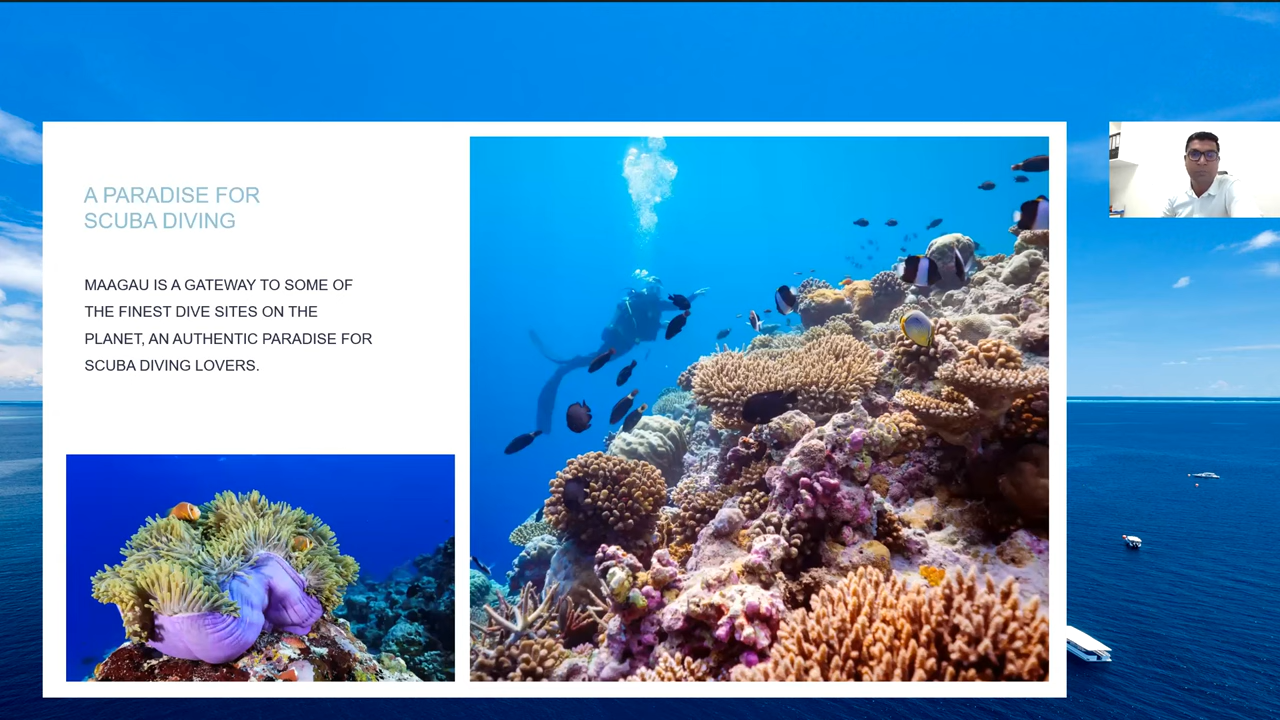 A PARADISE FOR
SCUBA DIVING
MAAGAU IS A GATEWAY TO SOME OF
THE FINEST DIVE SITES ON THE
PLANET, AN AUTHENTIC PARADISE FOR
SCUBA DIVING LOVERS.